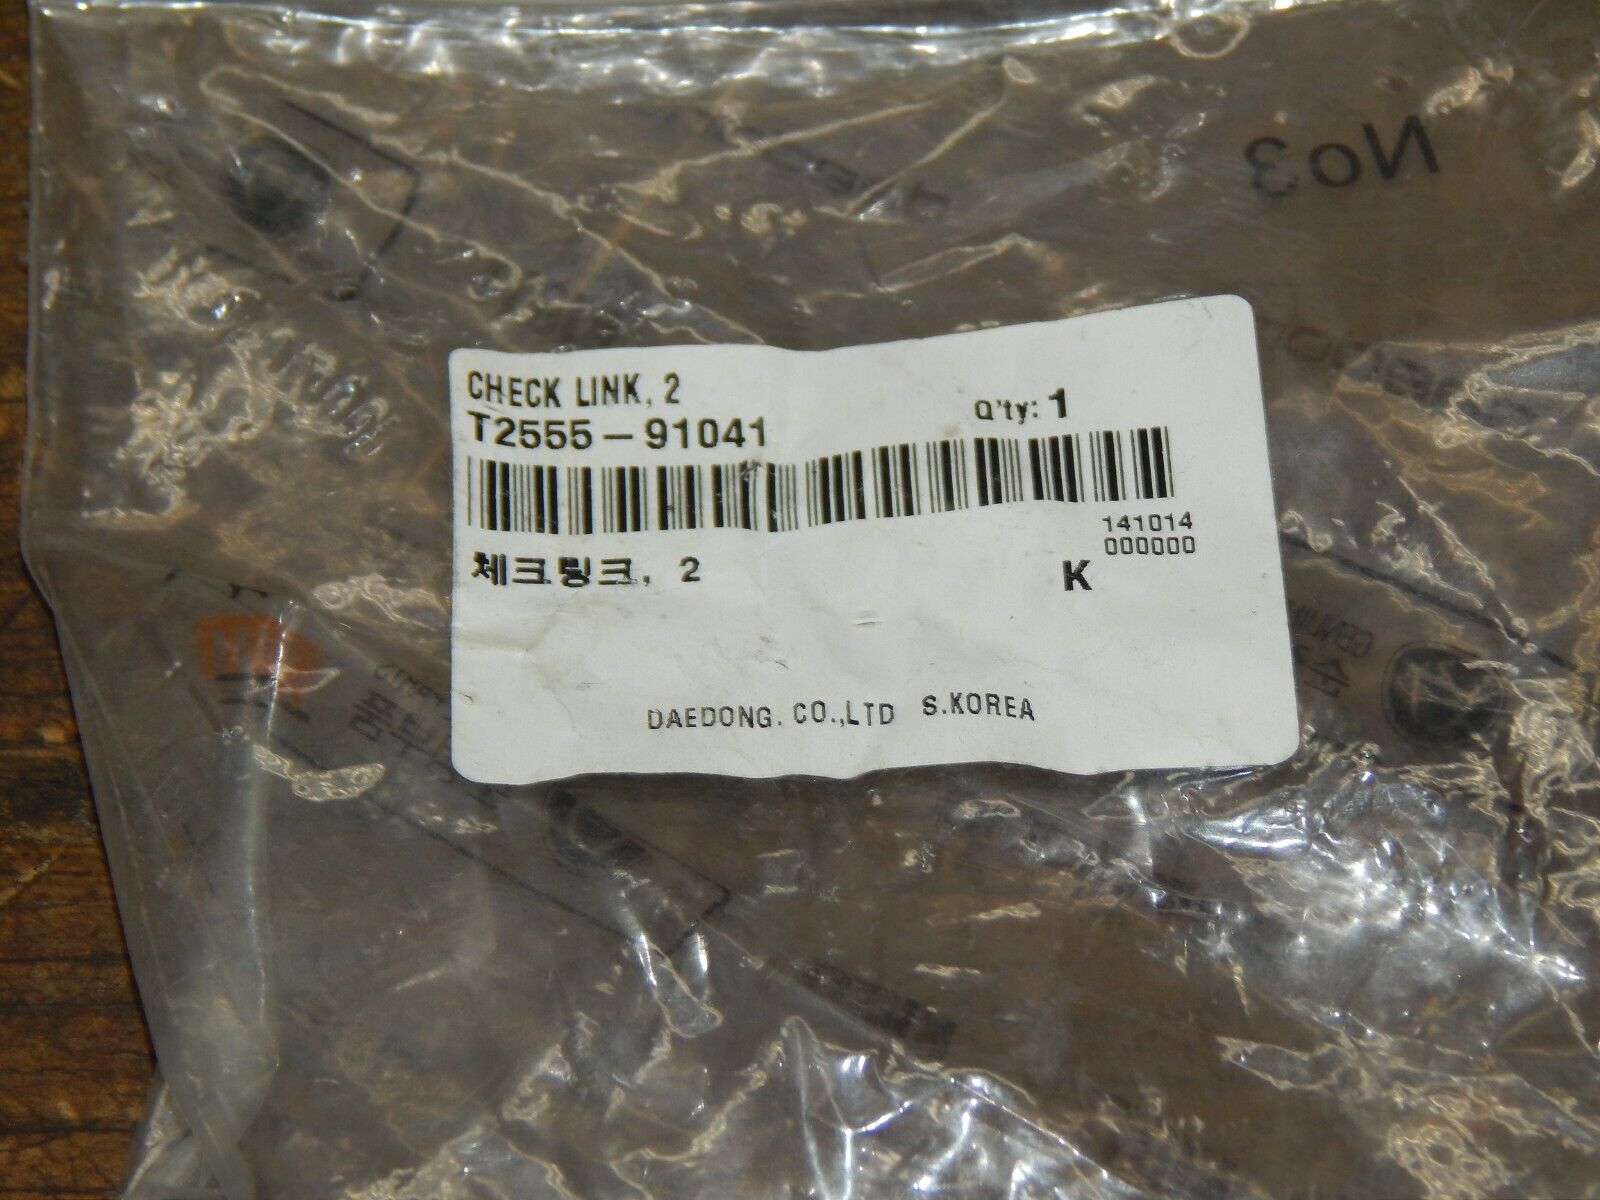 No3
CHECK LINK, 2
T2555-91041
Q'ty: 1
141014
000000
체크링크, 2
K
DAEDONG. CO.,LTD S.KOREA